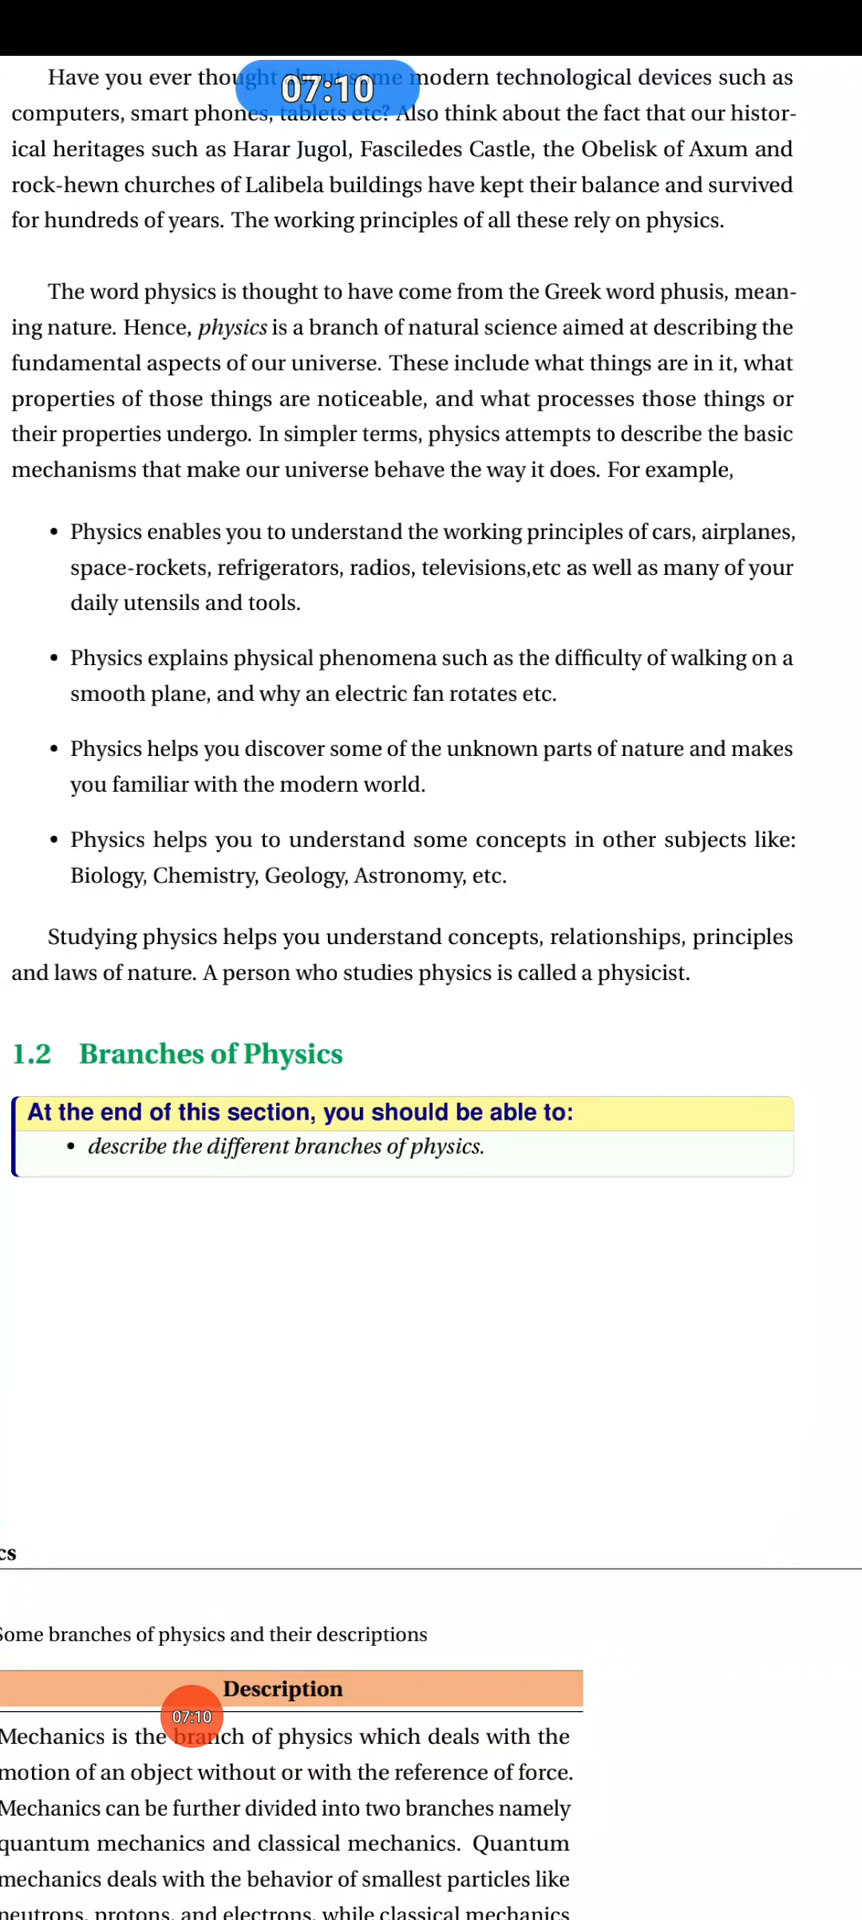 Have you ever thought about some modern technological devices such as
07:10
computers, smart phones, tablets etc? Also think about the fact that our histor-
ical heritages such as Harar Jugol, Fasciledes Castle, the Obelisk of Axum and
rock-hewn churches of Lalibela buildings have kept their balance and survived
for hundreds of years. The working principles of all these rely on physics.
The word physics is thought to have come from the Greek word phusis, mean-
ing nature. Hence, physics is a branch of natural science aimed at describing the
fundamental aspects of our universe. These include what things are in it, what
properties of those things are noticeable, and what processes those things or
their properties undergo. In simpler terms, physics attempts to describe the basic
mechanisms that make our universe behave the way it does. For example,
• Physics enables you to understand the working principles of cars, airplanes,
space-rockets, refrigerators, radios, televisions,etc as well as many of your
daily utensils and tools.
• Physics explains physical phenomena such as the difficulty of walking on a
smooth plane, and why an electric fan rotates etc.
• Physics helps you discover some of the unknown parts of nature and makes
you familiar with the modern world.
• Physics helps you to understand some concepts in other subjects like:
Biology, Chemistry, Geology, Astronomy, etc.
Studying physics helps you understand concepts, relationships, principles
and laws of nature. A person who studies physics is called a physicist.
1.2 Branches of Physics
At the end of this section, you should be able to:
• describe the different branches of physics.
cs
Some branches of physics and their descriptions
Description
07:10
Mechanics is the branch of physics which deals with the
motion of an object without or with the reference of force.
Mechanics can be further divided into two branches namely
quantum mechanics and classical mechanics. Quantum
mechanics deals with the behavior of smallest particles like
neutrons, protons, and electrons, while classical mechanics